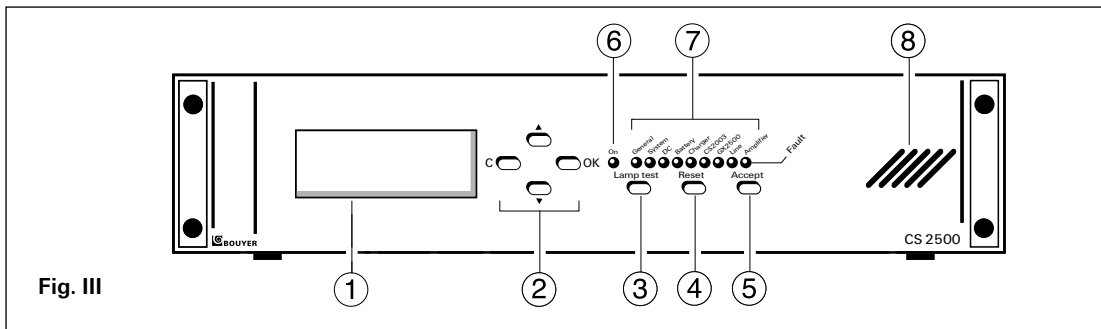 6
7
8
On
General
System
DC
Battery
Charger
CS2003
GX2500
Line
Amplifier
Fault
C
▲
OK
▼
Lamp test
Reset
Accept
BOUYER
CS 2500
Fig. III
1
2
3
4
5